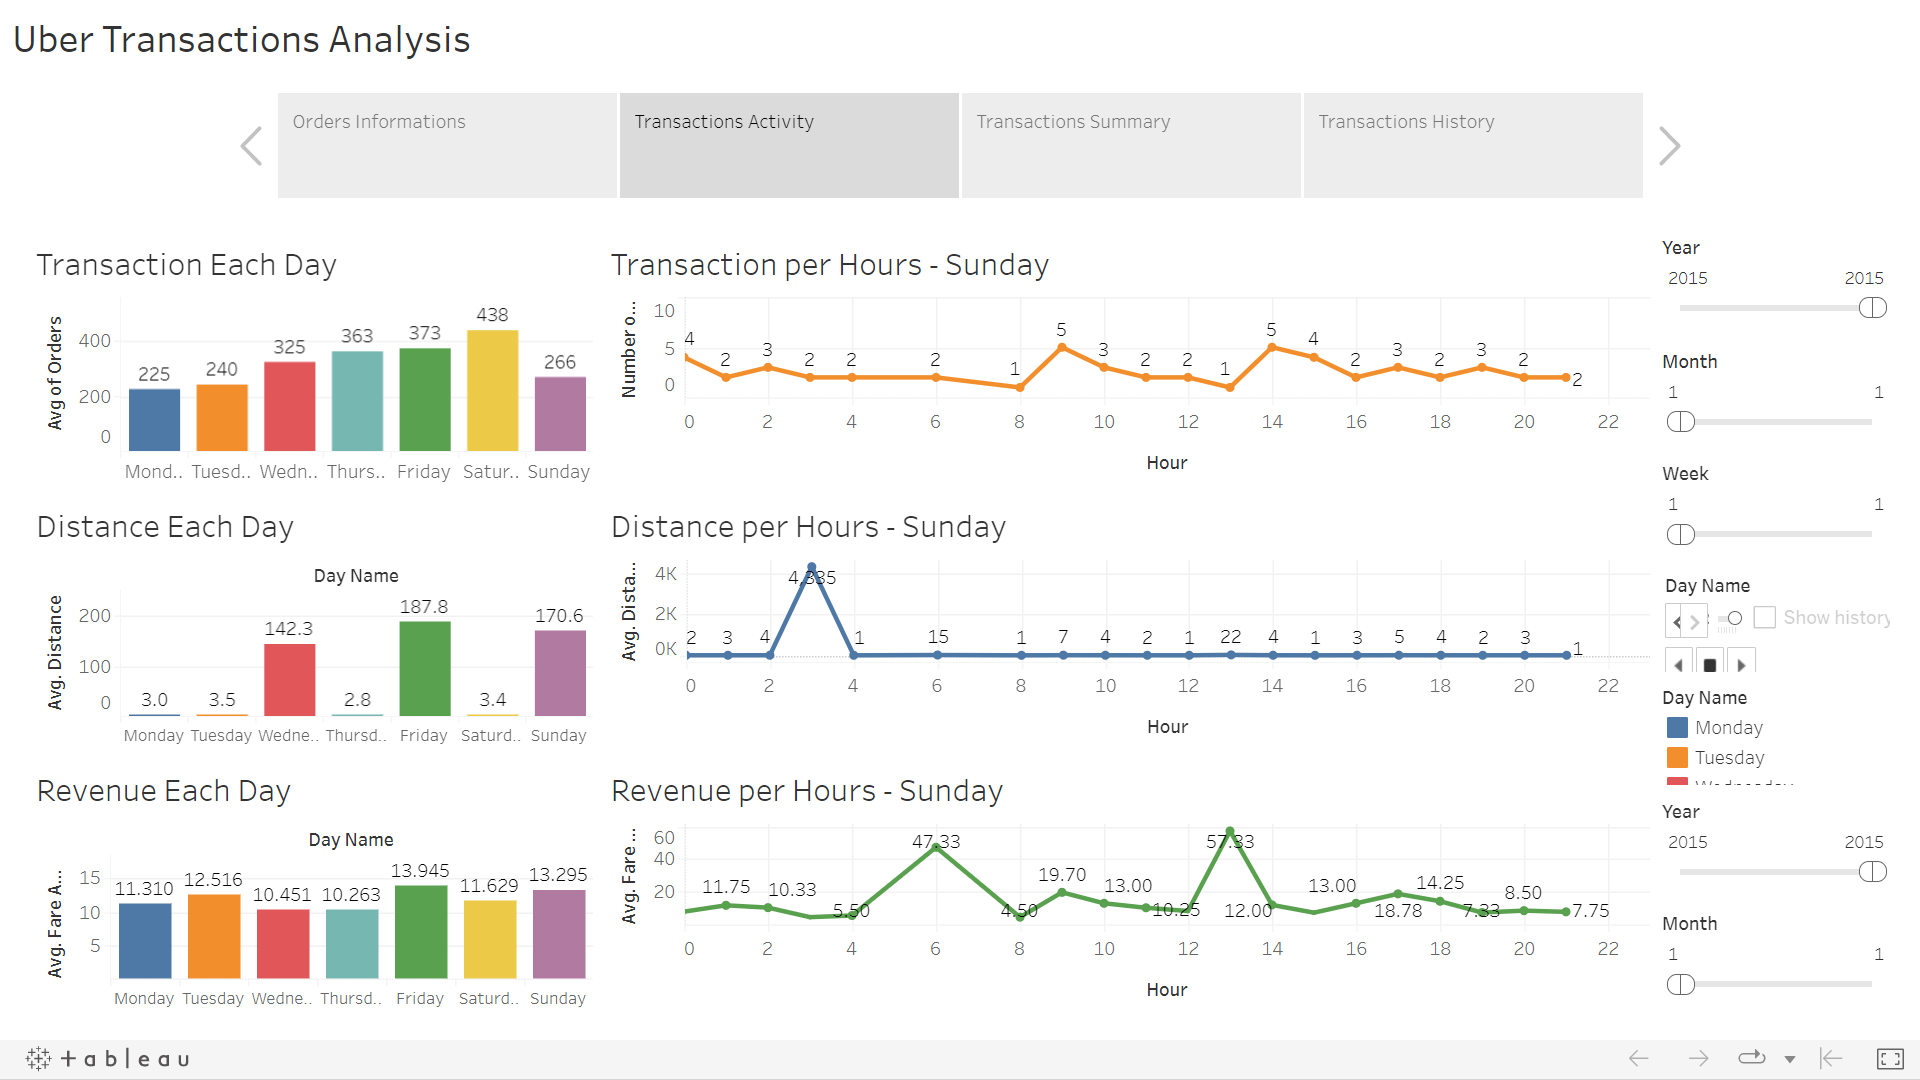 Uber Transactions Analysis
Orders Informations
Transactions Activity
Transactions Summary
Transactions History
Transaction Each Day
Avg of Orders
400
200
0
225
240
325
363
373
438
266
Mond..
Tuesd..
Wedn..
Thurs..
Friday
Satur..
Sunday
Transaction per Hours - Sunday
Number o...
10
5
0
4 2 3 2 2 2 1 5 3 2 2 1 5 4 2 3 2 3 2 2
0 2 4 6 8 10 12 14 16 18 20 22
Hour
Distance Each Day
Day Name
Avg. Distance
200
100
0
3.0
3.5
142.3
2.8
187.8
3.4
170.6
Monday
Tuesday
Wedne..
Thursd..
Friday
Saturd..
Sunday
Distance per Hours - Sunday
Avg. Dista...
4K
2K
0K
2 3 4 4,335 1 15 1 7 4 2 1 22 4 1 3 5 4 2 3 1
0 2 4 6 8 10 12 14 16 18 20 22
Hour
Revenue Each Day
Day Name
Avg. Fare A...
15
10
5
11.310
12.516
10.451
10.263
13.945
11.629
13.295
Monday
Tuesday
Wedne..
Thursd..
Friday
Saturd..
Sunday
Revenue per Hours - Sunday
Avg. Fare ...
60
40
20
11.75 10.33 5.50 47.33 4.50 19.70 13.00 10.25 57.33 12.00 13.00 18.78 14.25 7.33 8.50 7.75
0 2 4 6 8 10 12 14 16 18 20 22
Hour
Year
2015 2015
Month
1 1
Week
1 1
Day Name
Show history
Day Name
Monday
Tuesday
Wednesday
Year
2015 2015
Month
1 1
+ableau